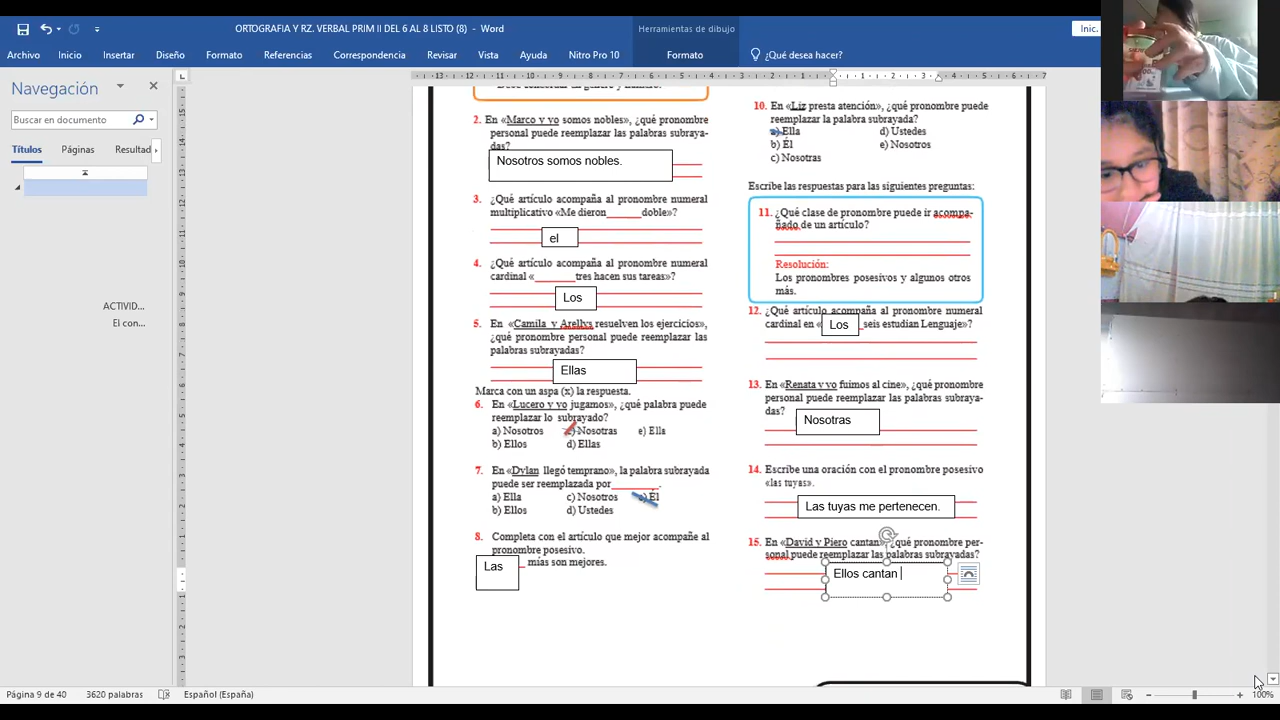 ORTOGRAFIA Y RZ. VERBAL PRIM II DEL 6 AL 8 LISTO (8) - Word
Herramientas de dibujo
Inic.
Archivo Inicio Insertar Diseño Formato Referencias Correspondencia Revisar Vista Ayuda Nitro Pro 10 Formato ¿Qué desea hacer?
Navegación
Buscar en documento
Títulos Páginas Resultad
ACTIVID...
El con...
2. En «Marco y yo somos nobles», ¿qué pronombre
personal puede reemplazar las palabras subraya-
das?
Nosotros somos nobles.
3. ¿Qué artículo acompaña al pronombre numeral
multiplicativo «Me dieron______doble»?
el
4. ¿Qué artículo acompaña al pronombre numeral
cardinal «_______tres hacen sus tareas»?
Los
5. En «Camila y Arellys resuelven los ejercicios»,
¿qué pronombre personal puede reemplazar las
palabras subrayadas?
Ellas
Marca con un aspa (x) la respuesta.
6. En «Lucero y yo jugamos», ¿qué palabra puede
reemplazar lo subrayado?
a) Nosotros c) Nosotras e) Ella
b) Ellos d) Ellas
7. En «Dylan llegó temprano», la palabra subrayada
puede ser reemplazada por________.
a) Ella c) Nosotros e) Él
b) Ellos d) Ustedes
8. Completa con el artículo que mejor acompañe al
pronombre posesivo.
Las mías son mejores.
10. En «Liz presta atención», ¿qué pronombre puede
reemplazar la palabra subrayada?
a) Ella d) Ustedes
b) Él e) Nosotros
c) Nosotras
Escribe las respuestas para las siguientes preguntas:
11. ¿Qué clase de pronombre puede ir acompa-
ñado de un artículo?
Resolución:
Los pronombres posesivos y algunos otros
más.
12. ¿Qué artículo acompaña al pronombre numeral
cardinal en « Los seis estudian Lenguaje»?
13. En «Renata y yo fuimos al cine», ¿qué pronombre
personal puede reemplazar las palabras subraya-
das?
Nosotras
14. Escribe una oración con el pronombre posesivo
«las tuyas».
Las tuyas me pertenecen.
15. En «David y Piero cantan» ¿qué pronombre per-
sonal puede reemplazar las palabras subrayadas?
Ellos cantan
Página 9 de 40 3620 palabras Español (España) 100%